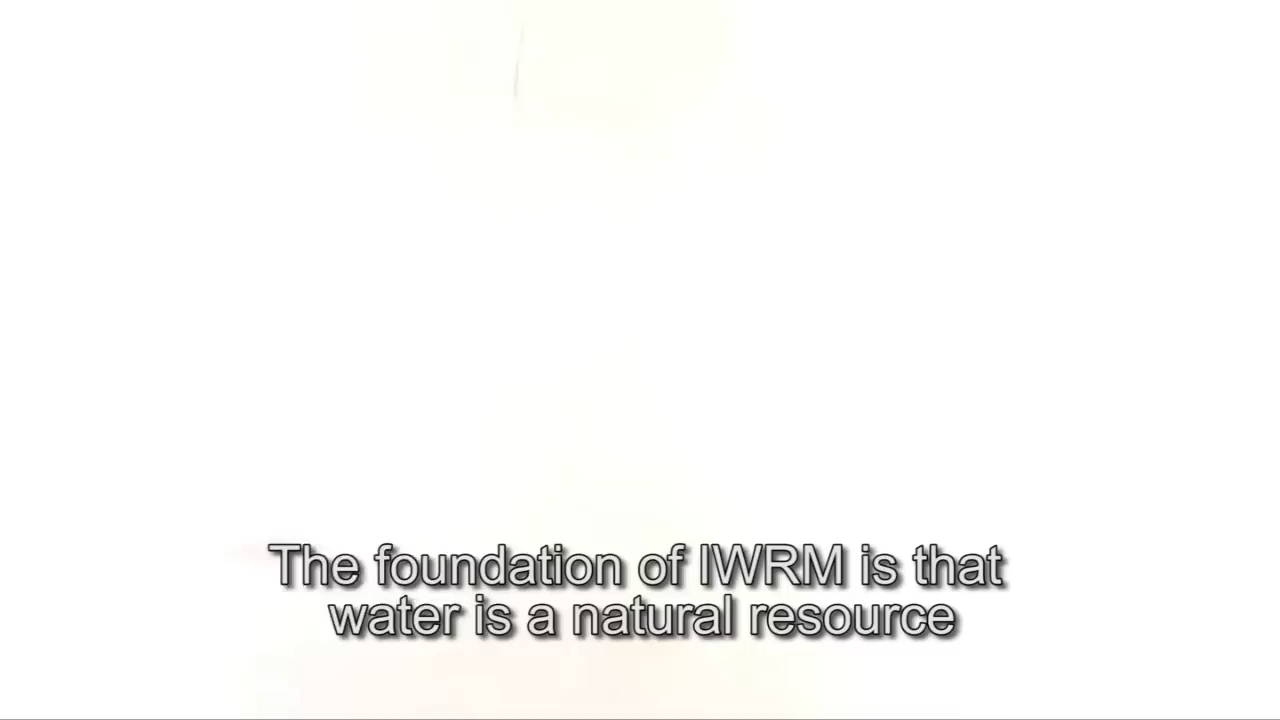 The foundation of IWRM is that
water is a natural resource